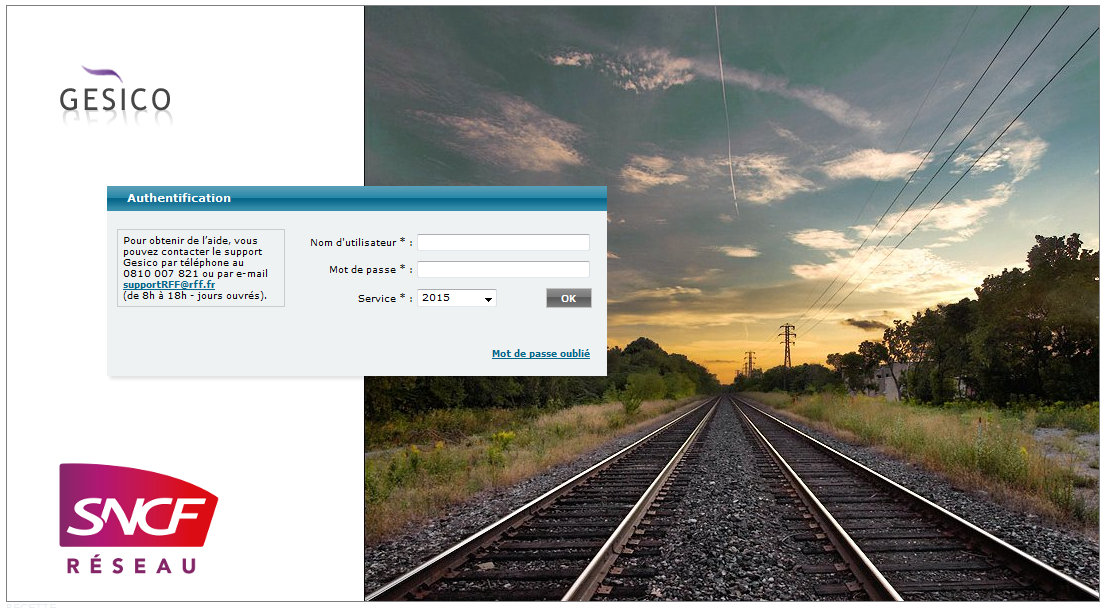 GESICO
Authentification
Pour obtenir de l'aide, vous
pouvez contacter le support
Gesico par téléphone au
0810 007 821 ou par e-mail
supportRFF@rff.fr
(de 8h à 18h - jours ouvrés).
Nom d'utilisateur * :
Mot de passe * :
Service * : 2015
OK
Mot de passe oublié
SNCF
RÉSEAU
RECETTE